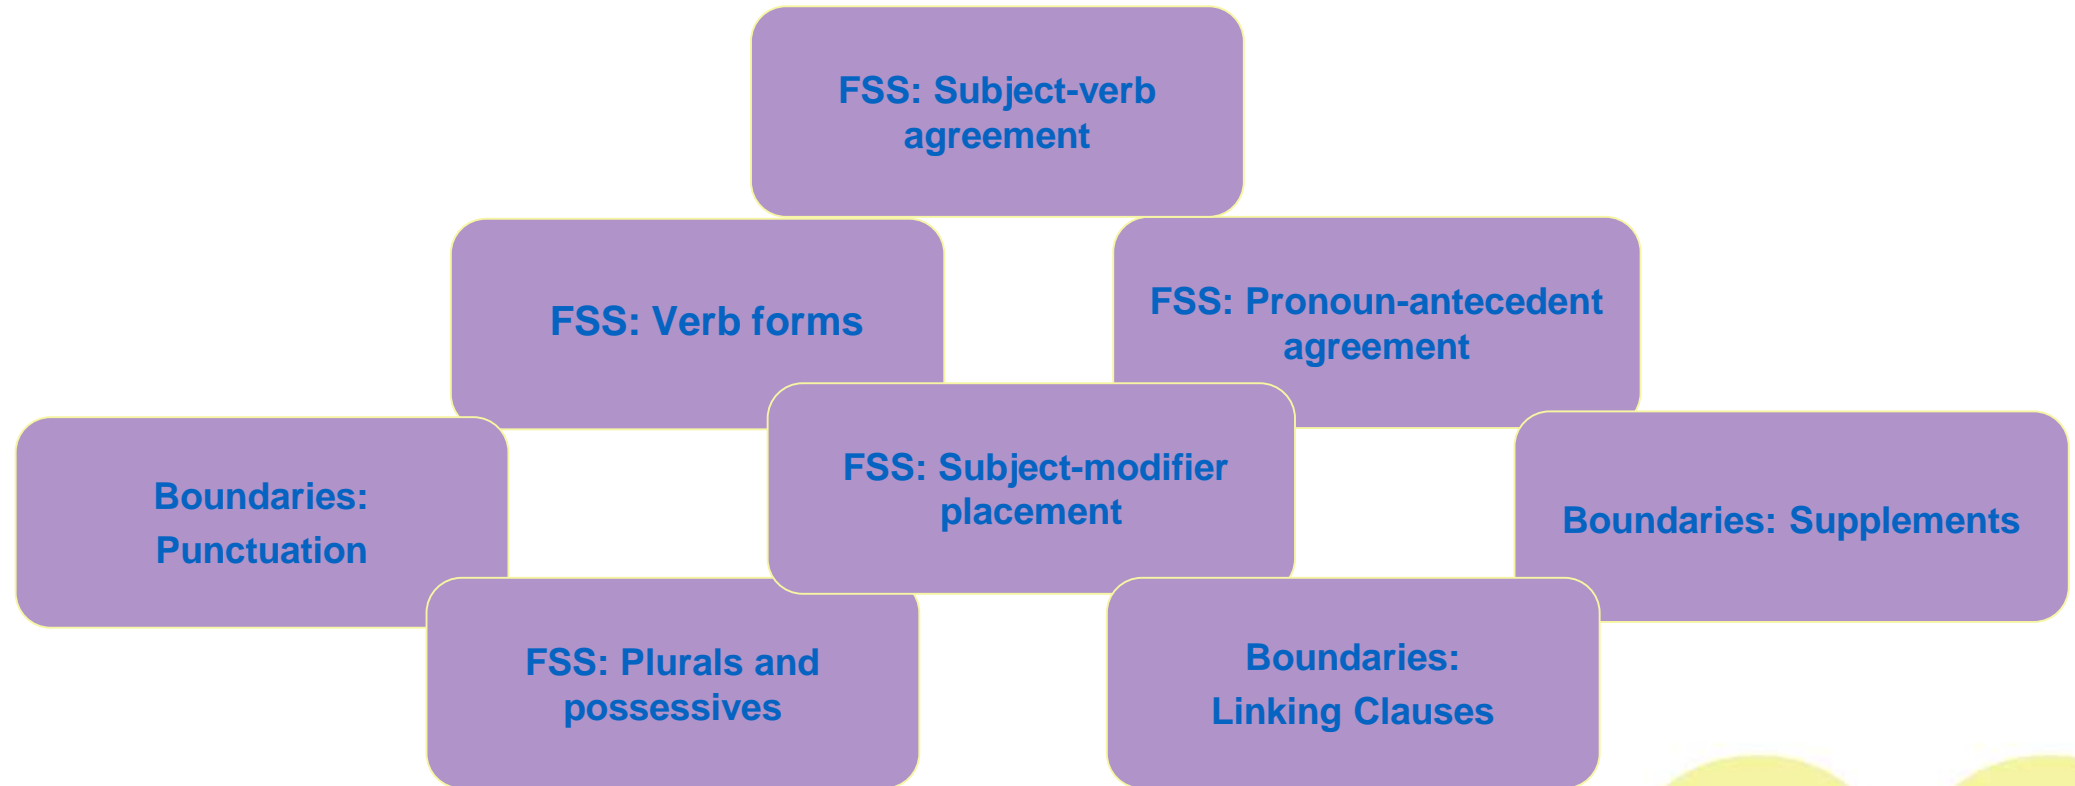 FSS: Subject-verb
agreement
FSS: Verb forms
FSS: Pronoun-antecedent
agreement
Boundaries:
Punctuation
FSS: Subject-modifier
placement
Boundaries: Supplements
FSS: Plurals and
possessives
Boundaries:
Linking Clauses